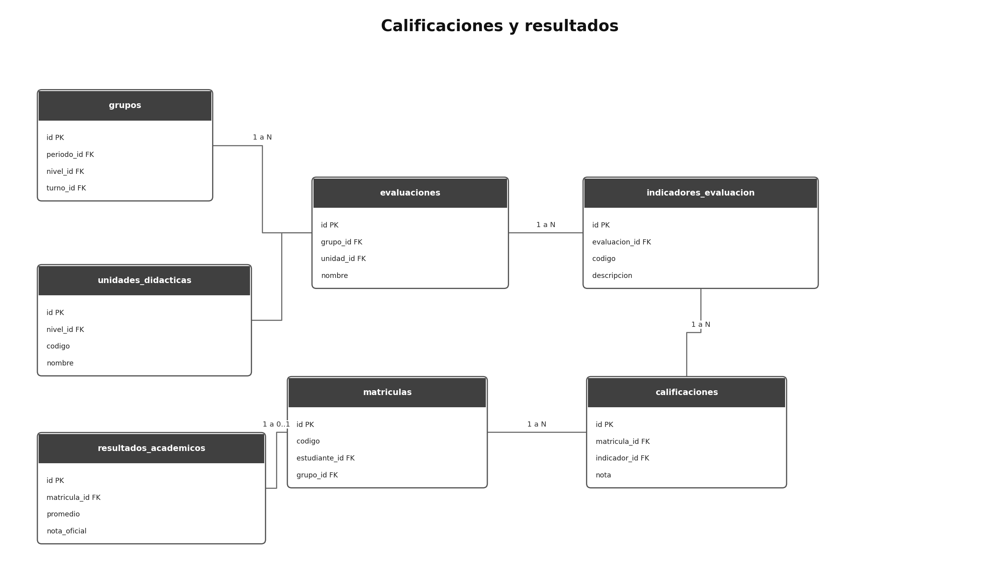 Calificaciones y resultados
grupos
id PK
periodo_id FK
nivel_id FK
turno_id FK
1 a N
evaluaciones
id PK
grupo_id FK
unidad_id FK
nombre
1 a N
indicadores_evaluacion
id PK
evaluacion_id FK
codigo
descripcion
unidades_didacticas
id PK
nivel_id FK
codigo
nombre
1 a N
matriculas
id PK
codigo
estudiante_id FK
grupo_id FK
1 a 0..1
1 a N
calificaciones
id PK
matricula_id FK
indicador_id FK
nota
resultados_academicos
id PK
matricula_id FK
promedio
nota_oficial